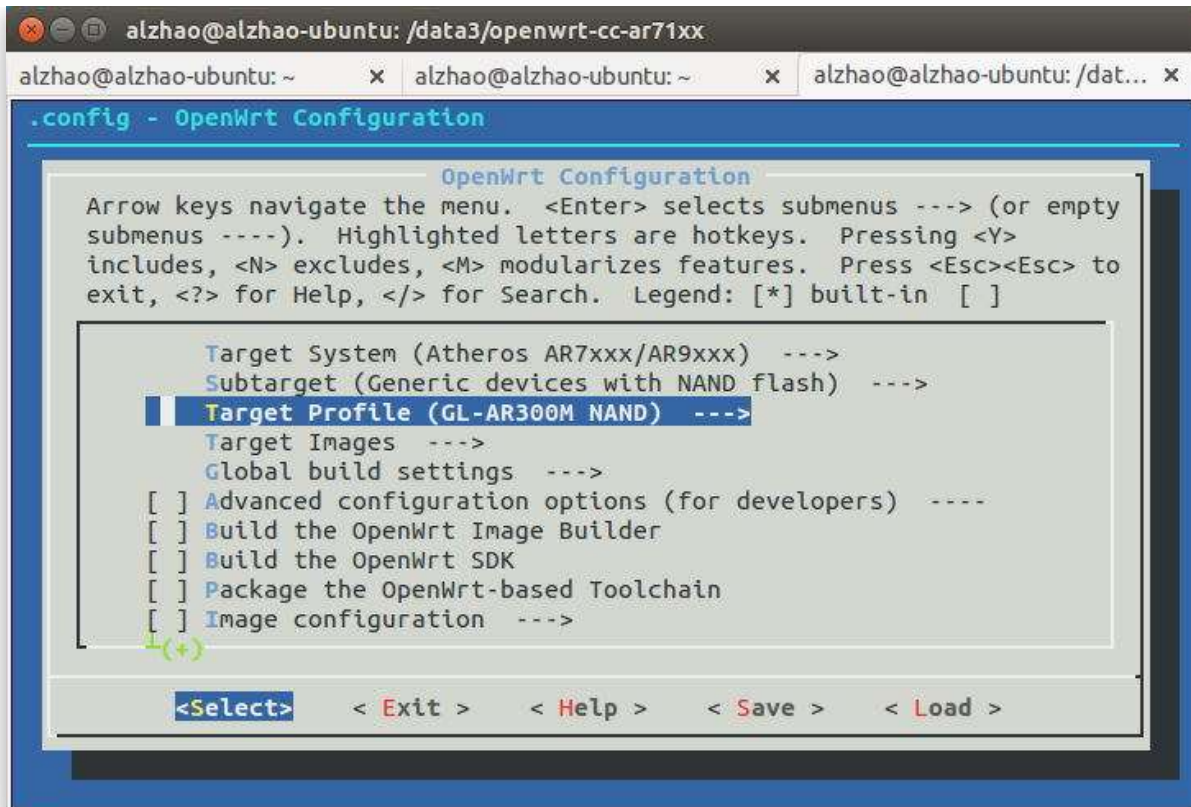 alzhao@alzhao-ubuntu: /data3/openwrt-cc-ar71xx
alzhao@alzhao-ubuntu: ~ × alzhao@alzhao-ubuntu: ~ × alzhao@alzhao-ubuntu: /dat... ×
.config - OpenWrt Configuration
OpenWrt Configuration
Arrow keys navigate the menu. <Enter> selects submenus ---> (or empty
submenus ----). Highlighted letters are hotkeys. Pressing <Y>
includes, <N> excludes, <M> modularizes features. Press <Esc><Esc> to
exit, <?> for Help, </> for Search. Legend: [*] built-in [ ]
Target System (Atheros AR7xxx/AR9xxx) --->
Subtarget (Generic devices with NAND flash) --->
Target Profile (GL-AR300M NAND) --->
Target Images --->
Global build settings --->
[ ] Advanced configuration options (for developers) ----
[ ] Build the OpenWrt Image Builder
[ ] Build the OpenWrt SDK
[ ] Package the OpenWrt-based Toolchain
[ ] Image configuration --->
┴(+)
<Select> < Exit > < Help > < Save > < Load >